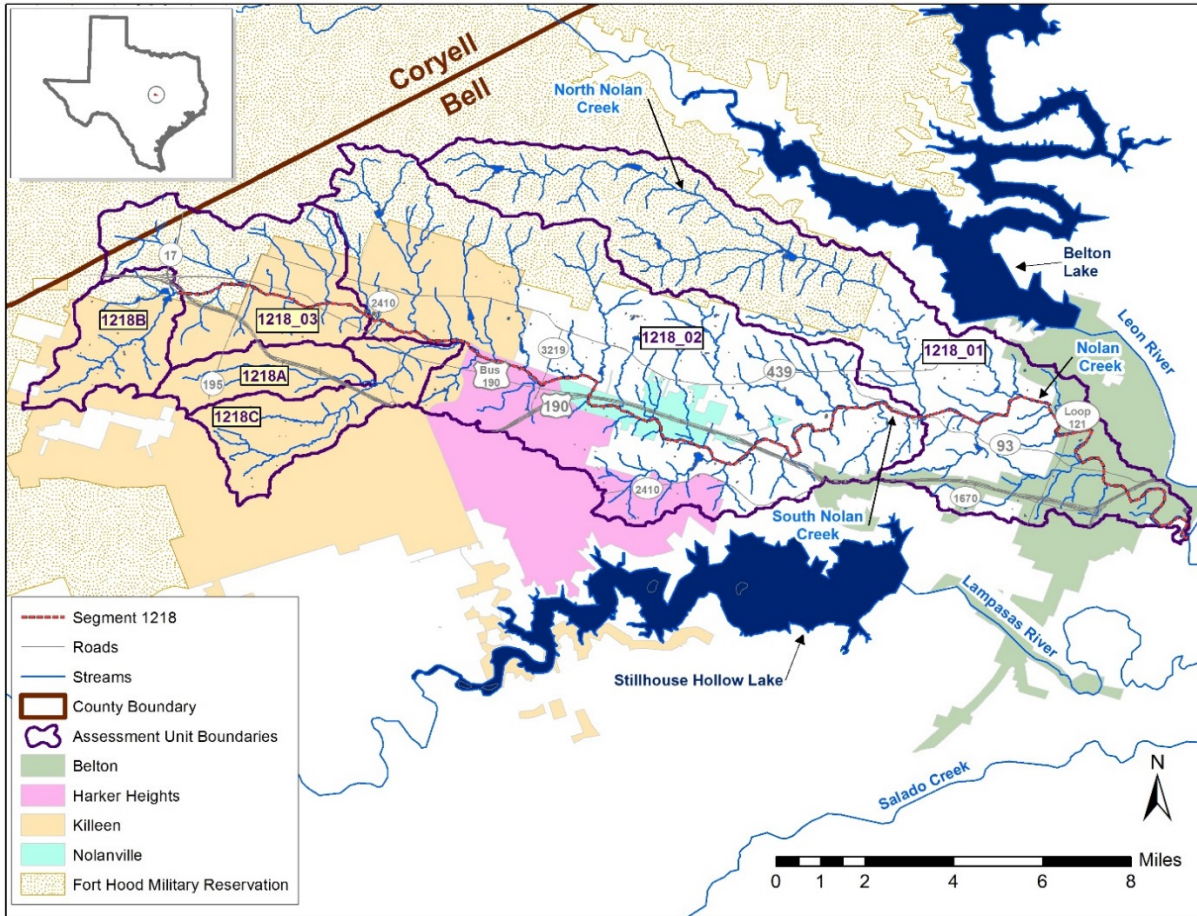 Coryell
Bell
North Nolan
Creek
Belton
Lake
17
1218B
1218_03
2410
1218_02
1218_01
Leon River
3219
Nolan
Creek
195
1218A
Bus
190
439
Loop
121
190
1218C
93
2410
1670
South Nolan
Creek
Lampasas
River
Stillhouse Hollow Lake
Salado Creek
Segment 1218
Roads
Streams
County Boundary
Assessment Unit Boundaries
Belton
Harker Heights
Killeen
Nolanville
Fort Hood Military Reservation
N
Miles
0 1 2 4 6 8